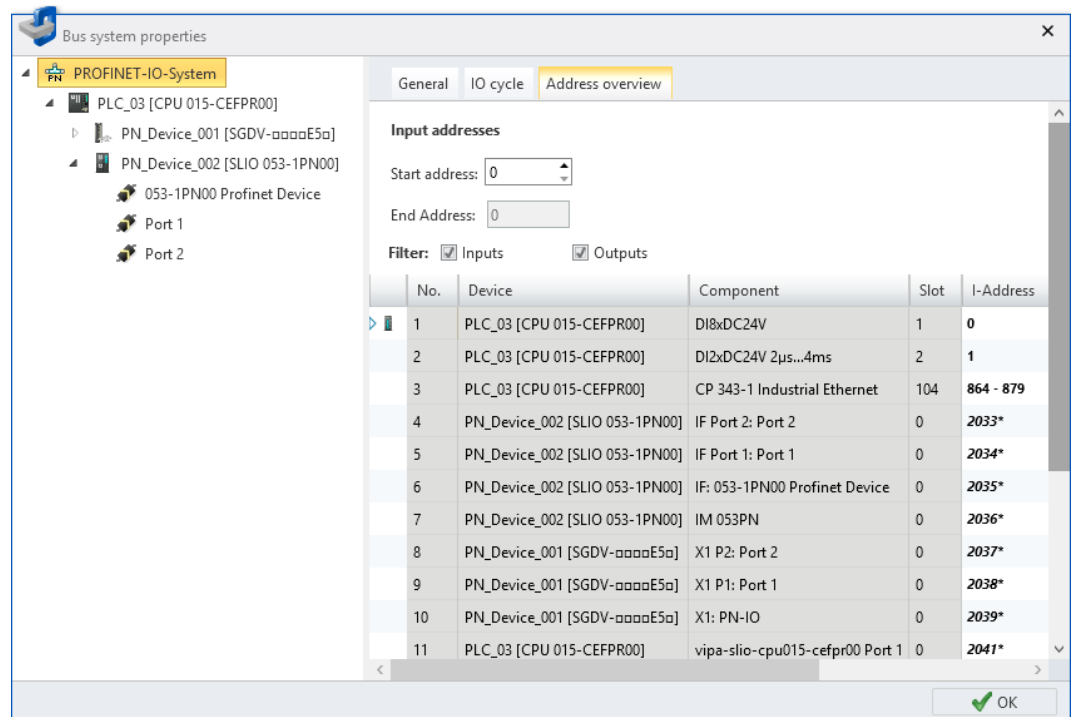 Bus system properties
PROFINET-IO-System
PLC_03 [CPU 015-CEFPR00]
PN_Device_001 [SGDV-□□□□E5□]
PN_Device_002 [SLIO 053-1PN00]
053-1PN00 Profinet Device
Port 1
Port 2
General IO cycle Address overview
Input addresses
Start address: 0
End Address: 0
Filter: Inputs Outputs
No. Device Component Slot I-Address
1 PLC_03 [CPU 015-CEFPR00] DI8xDC24V 1 0
2 PLC_03 [CPU 015-CEFPR00] DI2xDC24V 2µs...4ms 2 1
3 PLC_03 [CPU 015-CEFPR00] CP 343-1 Industrial Ethernet 104 864 - 879
4 PN_Device_002 [SLIO 053-1PN00] IF Port 2: Port 2 0 2033*
5 PN_Device_002 [SLIO 053-1PN00] IF Port 1: Port 1 0 2034*
6 PN_Device_002 [SLIO 053-1PN00] IF: 053-1PN00 Profinet Device 0 2035*
7 PN_Device_002 [SLIO 053-1PN00] IM 053PN 0 2036*
8 PN_Device_001 [SGDV-□□□□E5□] X1 P2: Port 2 0 2037*
9 PN_Device_001 [SGDV-□□□□E5□] X1 P1: Port 1 0 2038*
10 PN_Device_001 [SGDV-□□□□E5□] X1: PN-IO 0 2039*
11 PLC_03 [CPU 015-CEFPR00] vipa-slio-cpu015-cefpr00 Port 1 0 2041*
OK